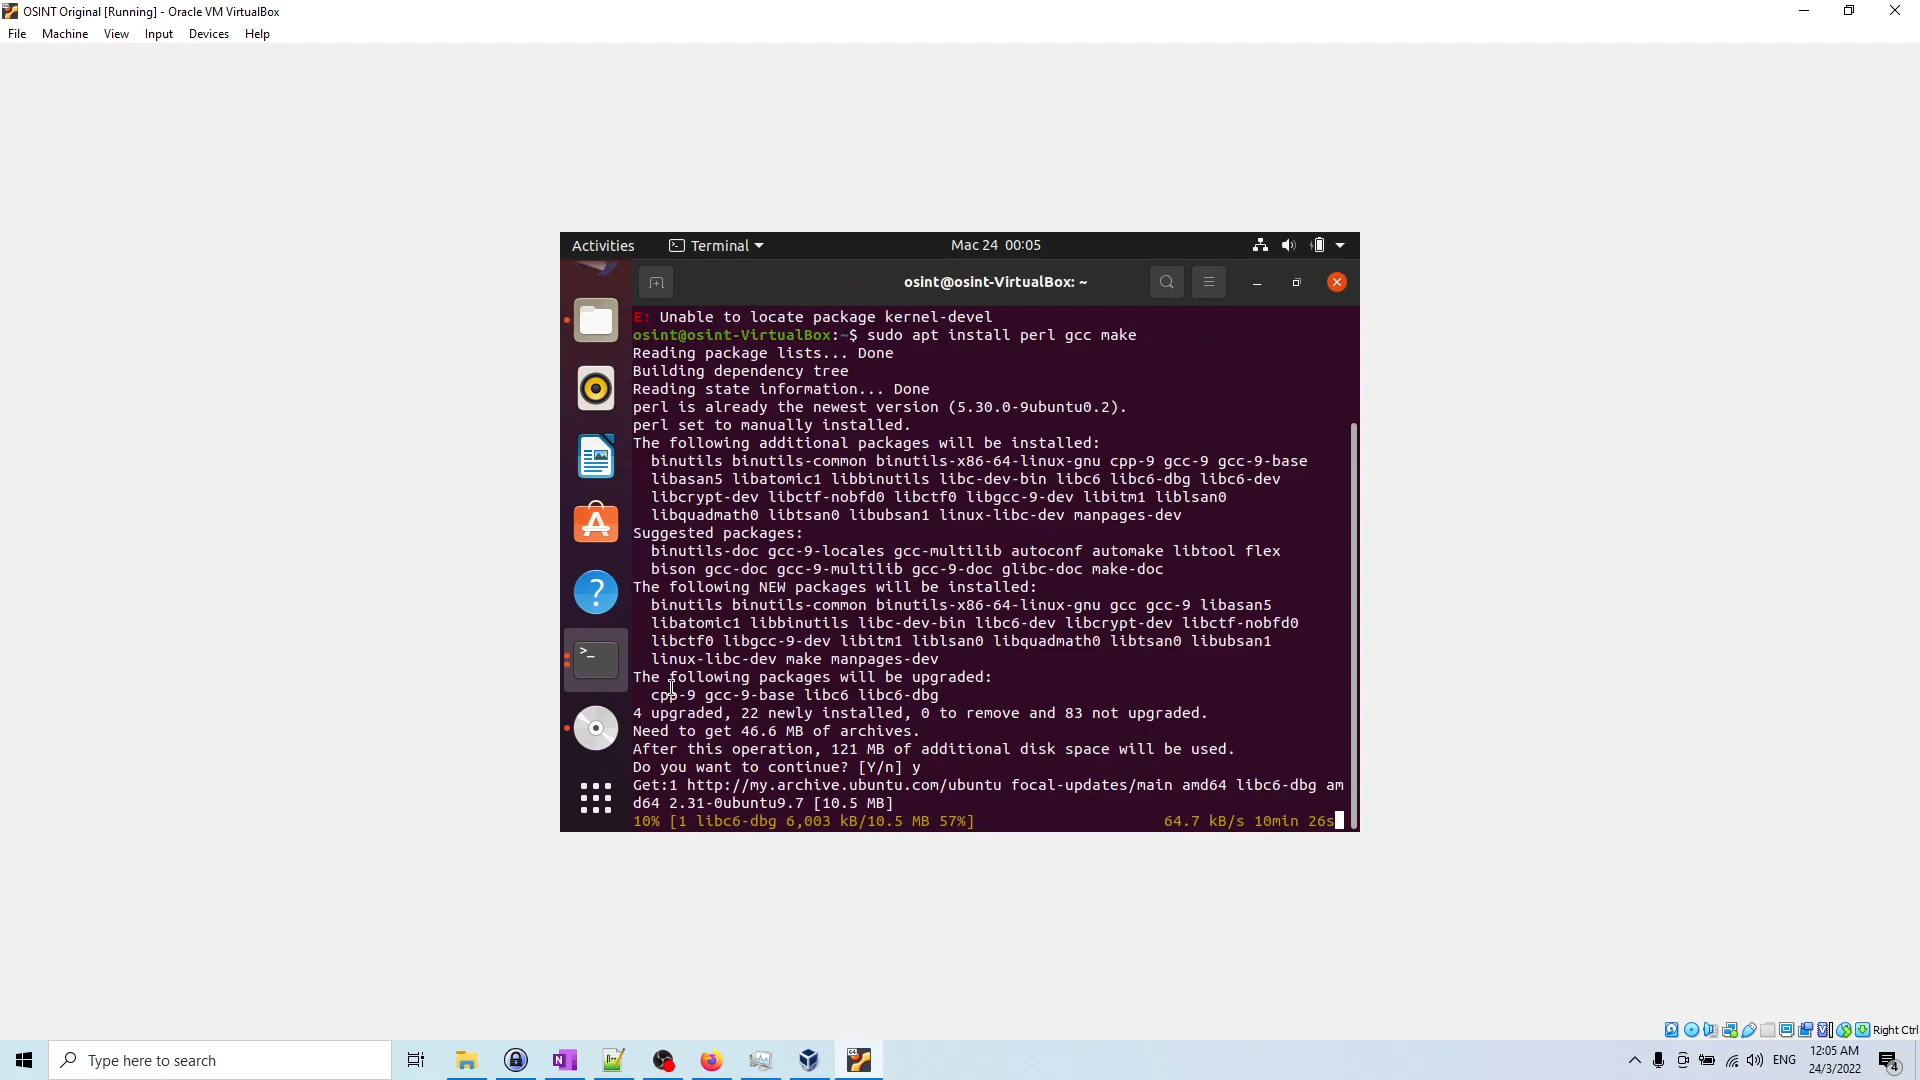 OSINT Original [Running] - Oracle VM VirtualBox
File Machine View Input Devices Help
Activities Terminal Mac 24 00:05
osint@osint-VirtualBox: ~
E: Unable to locate package kernel-devel
osint@osint-VirtualBox:~$ sudo apt install perl gcc make
Reading package lists... Done
Building dependency tree
Reading state information... Done
perl is already the newest version (5.30.0-9ubuntu0.2).
perl set to manually installed.
The following additional packages will be installed:
binutils binutils-common binutils-x86-64-linux-gnu cpp-9 gcc-9 gcc-9-base
libasan5 libatomic1 libbinutils libc-dev-bin libc6 libc6-dbg libc6-dev
libcrypt-dev libctf-nobfd0 libctf0 libgcc-9-dev libitm1 liblsan0
libquadmath0 libtsan0 libubsan1 linux-libc-dev manpages-dev
Suggested packages:
binutils-doc gcc-9-locales gcc-multilib autoconf automake libtool flex
bison gcc-doc gcc-9-multilib gcc-9-doc glibc-doc make-doc
The following NEW packages will be installed:
binutils binutils-common binutils-x86-64-linux-gnu gcc gcc-9 libasan5
libatomic1 libbinutils libc-dev-bin libc6-dev libcrypt-dev libctf-nobfd0
libctf0 libgcc-9-dev libitm1 liblsan0 libquadmath0 libtsan0 libubsan1
linux-libc-dev make manpages-dev
The following packages will be upgraded:
cpp-9 gcc-9-base libc6 libc6-dbg
4 upgraded, 22 newly installed, 0 to remove and 83 not upgraded.
Need to get 46.6 MB of archives.
After this operation, 121 MB of additional disk space will be used.
Do you want to continue? [Y/n] y
Get:1 http://my.archive.ubuntu.com/ubuntu focal-updates/main amd64 libc6-dbg am
d64 2.31-0ubuntu9.7 [10.5 MB]
10% [1 libc6-dbg 6,003 kB/10.5 MB 57%] 64.7 kB/s 10min 26s
Right Ctrl
Type here to search
ENG
12:05 AM
24/3/2022
4